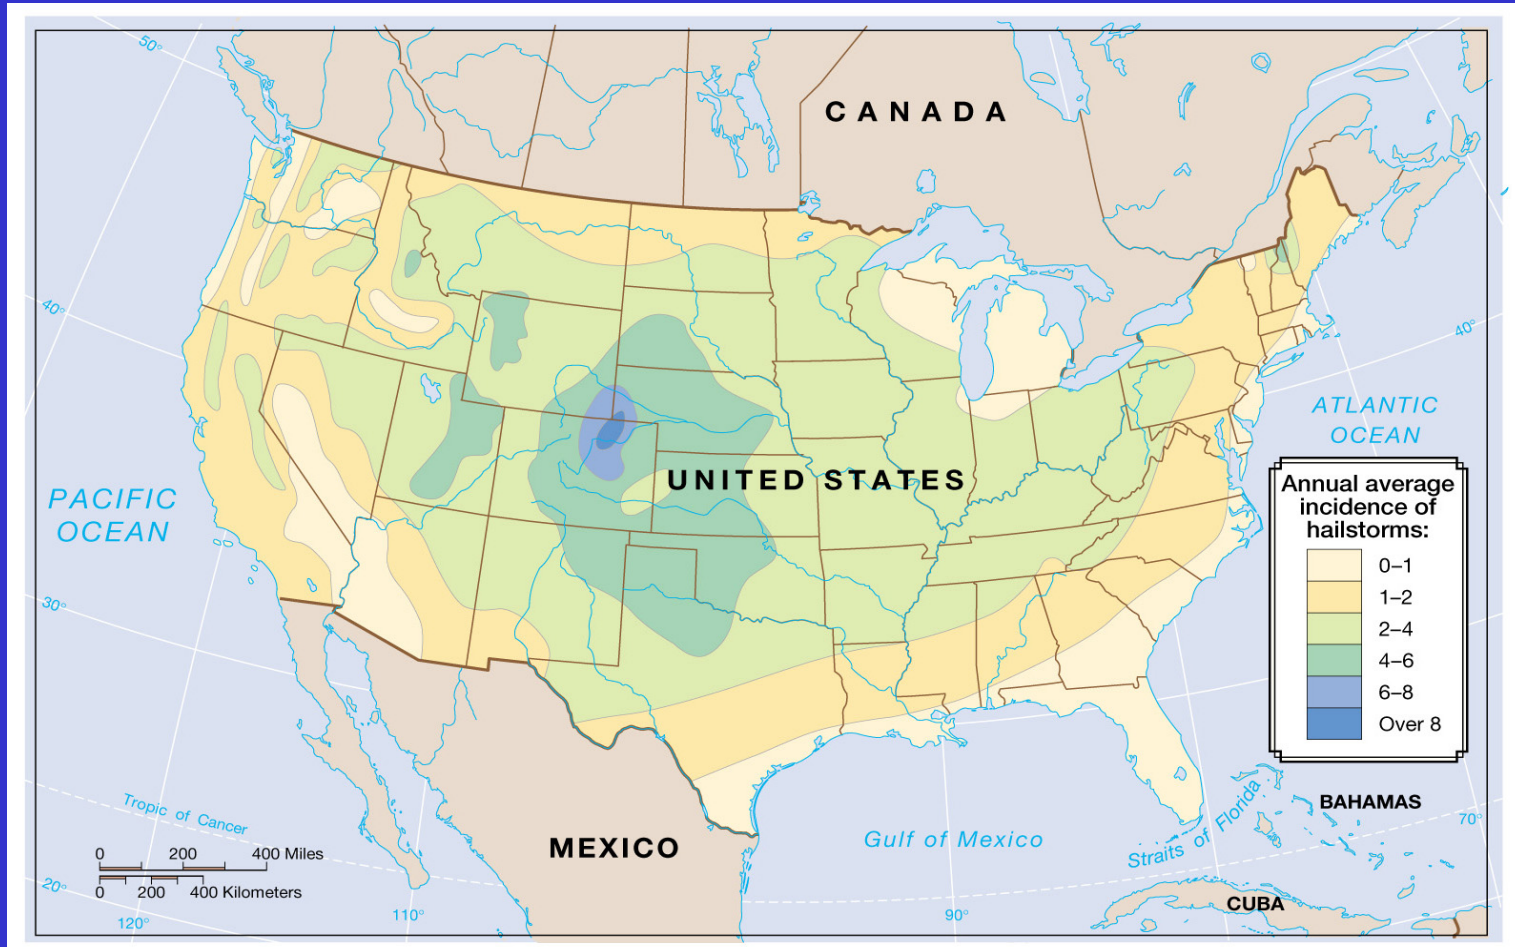 50°
CANADA
40°
40°
ATLANTIC
OCEAN
PACIFIC
OCEAN
UNITED STATES
Annual average
incidence of
hailstorms:
0–1
1–2
2–4
4–6
6–8
Over 8
30°
Tropic of Cancer
MEXICO
Gulf of Mexico
Straits of Florida
BAHAMAS
70°
0 200 400 Miles
0 200 400 Kilometers
20°
CUBA
120°
110°
90°